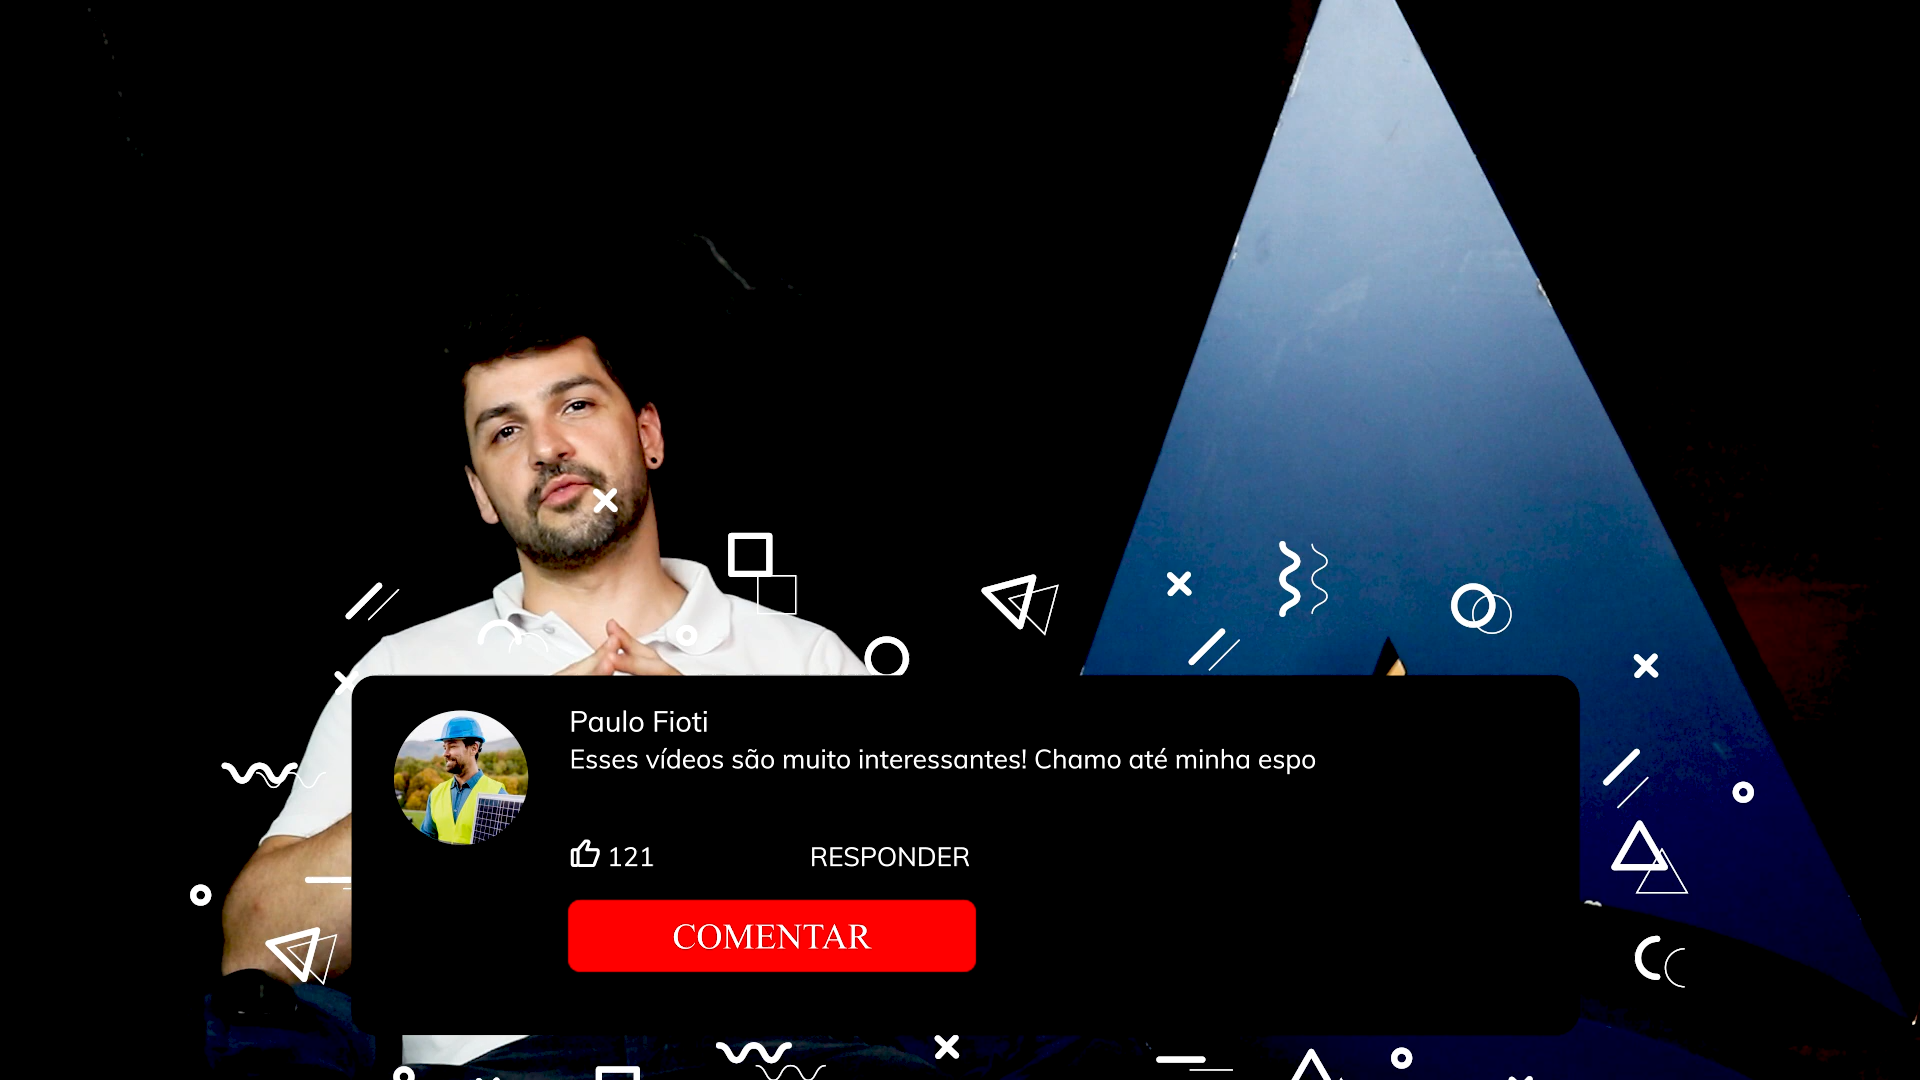 Paulo Fioti
Esses vídeos são muito interessantes! Chamo até minha espo
121
RESPONDER
COMENTAR